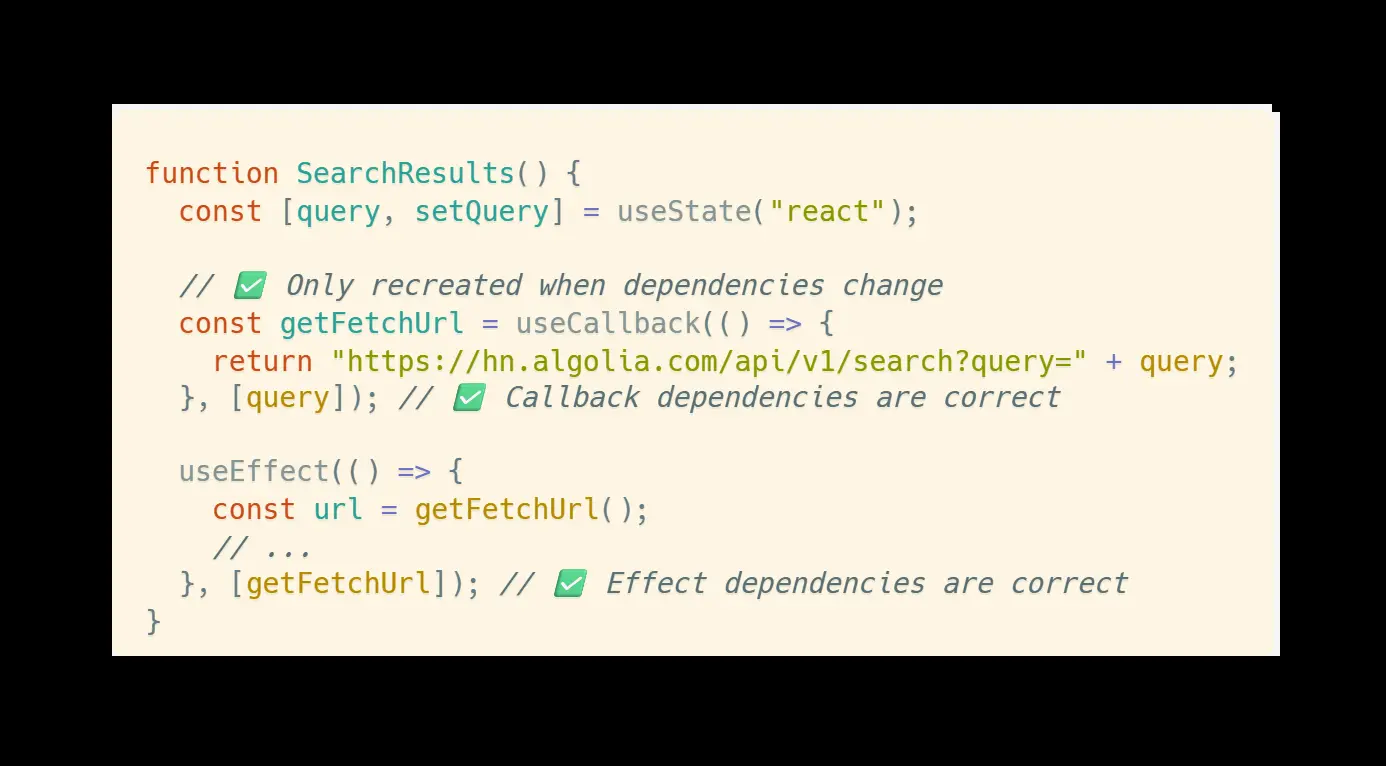 function SearchResults() {
  const [query, setQuery] = useState("react");
  // ✅ Only recreated when dependencies change
  const getFetchUrl = useCallback(() => {
    return "https://hn.algolia.com/api/v1/search?query=" + query;
  }, [query]); // ✅ Callback dependencies are correct
  useEffect(() => {
    const url = getFetchUrl();
    // ...
  }, [getFetchUrl]); // ✅ Effect dependencies are correct
}